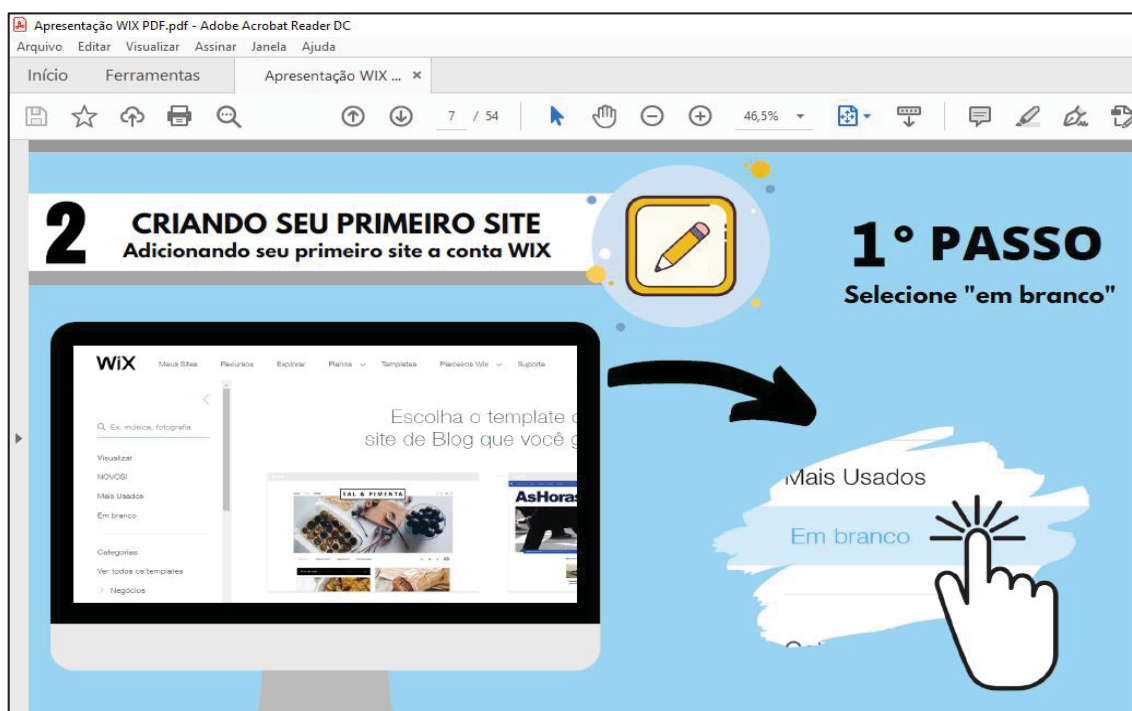 Apresentação WIX PDF.pdf - Adobe Acrobat Reader DC
Arquivo Editar Visualizar Assinar Janela Ajuda
Início Ferramentas Apresentação WIX ... ×
7 / 54 46,5%
2 CRIANDO SEU PRIMEIRO SITE
Adicionando seu primeiro site a conta WIX
1° PASSO
Selecione "em branco"
WiX Meus Sites Recursos Explorar Planos Templates Parceiros Wix Suporte
Escolha o template
site de Blog que você
Ex. música, fotografia
Visualizar
NOVOS!
Mais Usados
Em branco
Categorias
Ver todos os templates
Negócios
SAL & PIMENTA
AsHoras
Mais Usados
Em branco